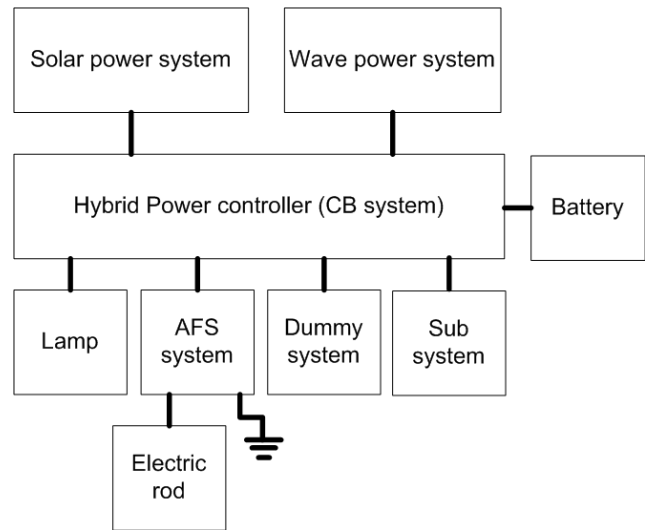 Solar power system
Wave power system
Hybrid Power controller (CB system)
Battery
Lamp
AFS
system
Dummy
system
Sub
system
Electric
rod